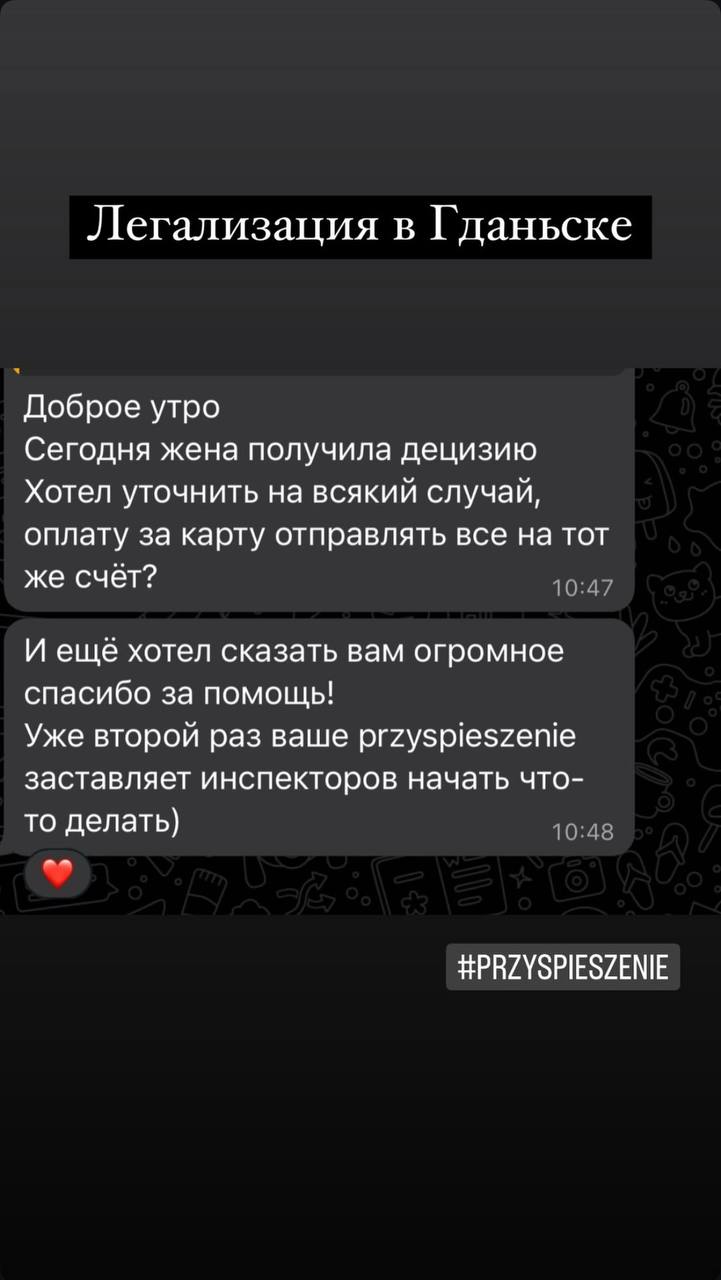 Легализация в Гданьске
Доброе утро
Сегодня жена получила децизию
Хотел уточнить на всякий случай,
оплату за карту отправлять все на тот
же счёт?
10:47
И ещё хотел сказать вам огромное
спасибо за помощь!
Уже второй раз ваше przyspieszenie
заставляет инспекторов начать что-
то делать)
10:48
#PRZYSPIESZENIE